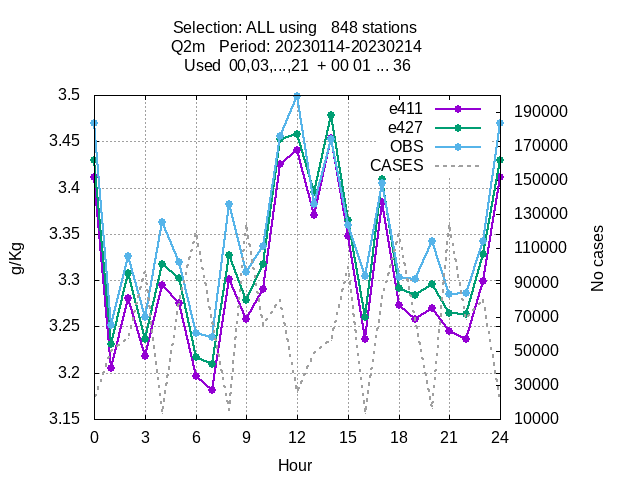 Selection: ALL using   848 stations
Q2m   Period: 20230114-20230214
Used  00,03,...,21  + 00 01 ... 36
3.5
3.45
3.4
3.35
3.3
3.25
3.2
3.15
g/Kg
e411
e427
OBS
CASES
190000
170000
150000
130000
110000
90000
70000
50000
30000
10000
No cases
0 3 6 9 12 15 18 21 24
Hour